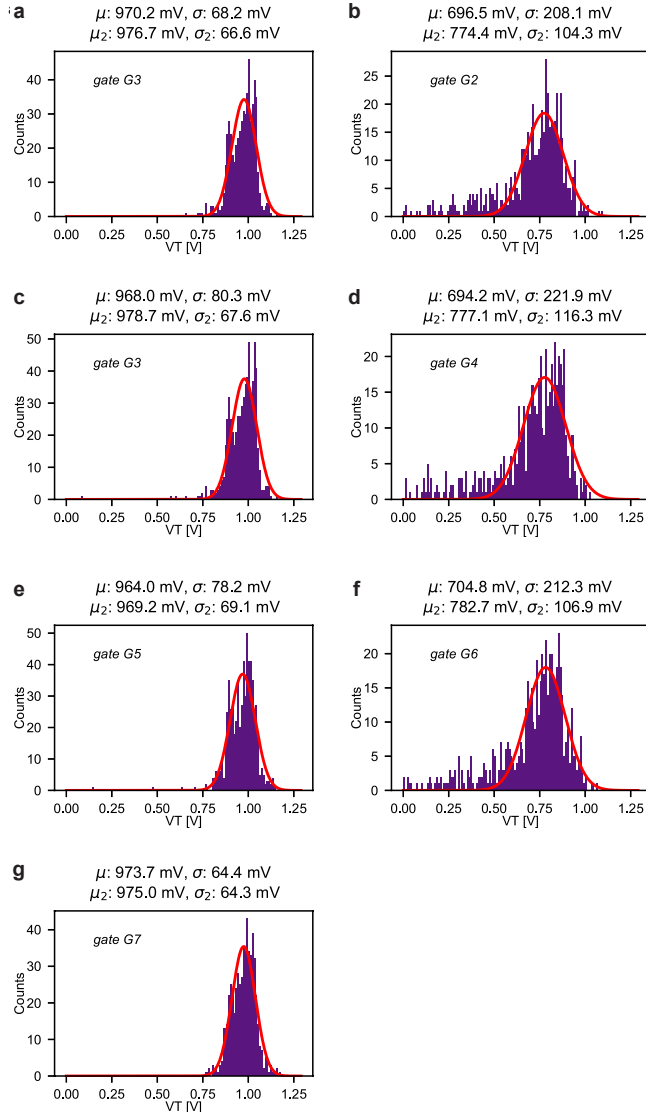 a
μ: 970.2 mV, σ: 68.2 mV
μ₂: 976.7 mV, σ₂: 66.6 mV
gate G3
Counts
40
30
20
10
0
0.00 0.25 0.50 0.75 1.00 1.25
VT [V]
b
μ: 696.5 mV, σ: 208.1 mV
μ₂: 774.4 mV, σ₂: 104.3 mV
gate G2
Counts
25
20
15
10
5
0
0.00 0.25 0.50 0.75 1.00 1.25
VT [V]
c
μ: 968.0 mV, σ: 80.3 mV
μ₂: 978.7 mV, σ₂: 67.6 mV
gate G3
Counts
50
40
30
20
10
0
0.00 0.25 0.50 0.75 1.00 1.25
VT [V]
d
μ: 694.2 mV, σ: 221.9 mV
μ₂: 777.1 mV, σ₂: 116.3 mV
gate G4
Counts
20
15
10
5
0
0.00 0.25 0.50 0.75 1.00 1.25
VT [V]
e
μ: 964.0 mV, σ: 78.2 mV
μ₂: 969.2 mV, σ₂: 69.1 mV
gate G5
Counts
50
40
30
20
10
0
0.00 0.25 0.50 0.75 1.00 1.25
VT [V]
f
μ: 704.8 mV, σ: 212.3 mV
μ₂: 782.7 mV, σ₂: 106.9 mV
gate G6
Counts
20
15
10
5
0
0.00 0.25 0.50 0.75 1.00 1.25
VT [V]
g
μ: 973.7 mV, σ: 64.4 mV
μ₂: 975.0 mV, σ₂: 64.3 mV
gate G7
Counts
40
30
20
10
0
0.00 0.25 0.50 0.75 1.00 1.25
VT [V]